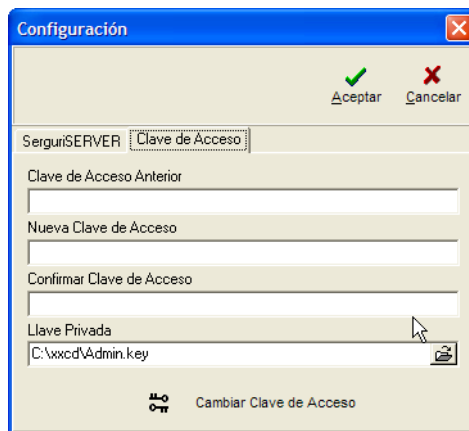 Configuración
Aceptar Cancelar
SerguriSERVER Clave de Acceso
Clave de Acceso Anterior
Nueva Clave de Acceso
Confirmar Clave de Acceso
Llave Privada
C:\xxcd\Admin.key
Cambiar Clave de Acceso